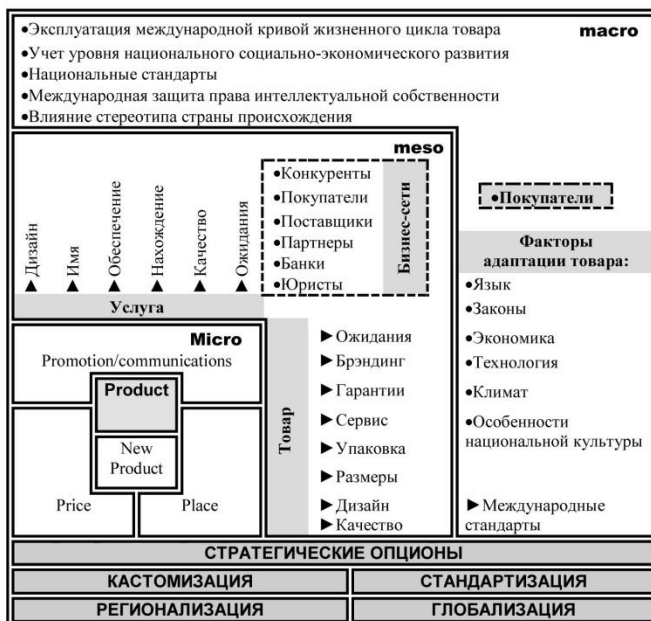 •Эксплуатация международной кривой жизненного цикла товара
macro
•Учет уровня национального социально-экономического развития
•Национальные стандарты
•Международная защита права интеллектуальной собственности
•Влияние стереотипа страны происхождения
meso
►Дизайн
►Имя
►Обеспечение
►Нахождение
►Качество
►Ожидания
Услуга
•Конкуренты
•Покупатели
•Поставщики
•Партнеры
•Банки
•Юристы
Бизнес-сети
•Покупатели
Факторы
адаптации товара:
•Язык
•Законы
•Экономика
•Технология
•Климат
•Особенности
национальной культуры
►Международные
стандарты
Micro
Promotion/communications
Product
New
Product
Price
Place
Товар
►Ожидания
►Брэндинг
►Гарантии
►Сервис
►Упаковка
►Размеры
►Дизайн
►Качество
СТРАТЕГИЧЕСКИЕ ОПЦИОНЫ
КАСТОМИЗАЦИЯ
СТАНДАРТИЗАЦИЯ
РЕГИОНАЛИЗАЦИЯ
ГЛОБАЛИЗАЦИЯ